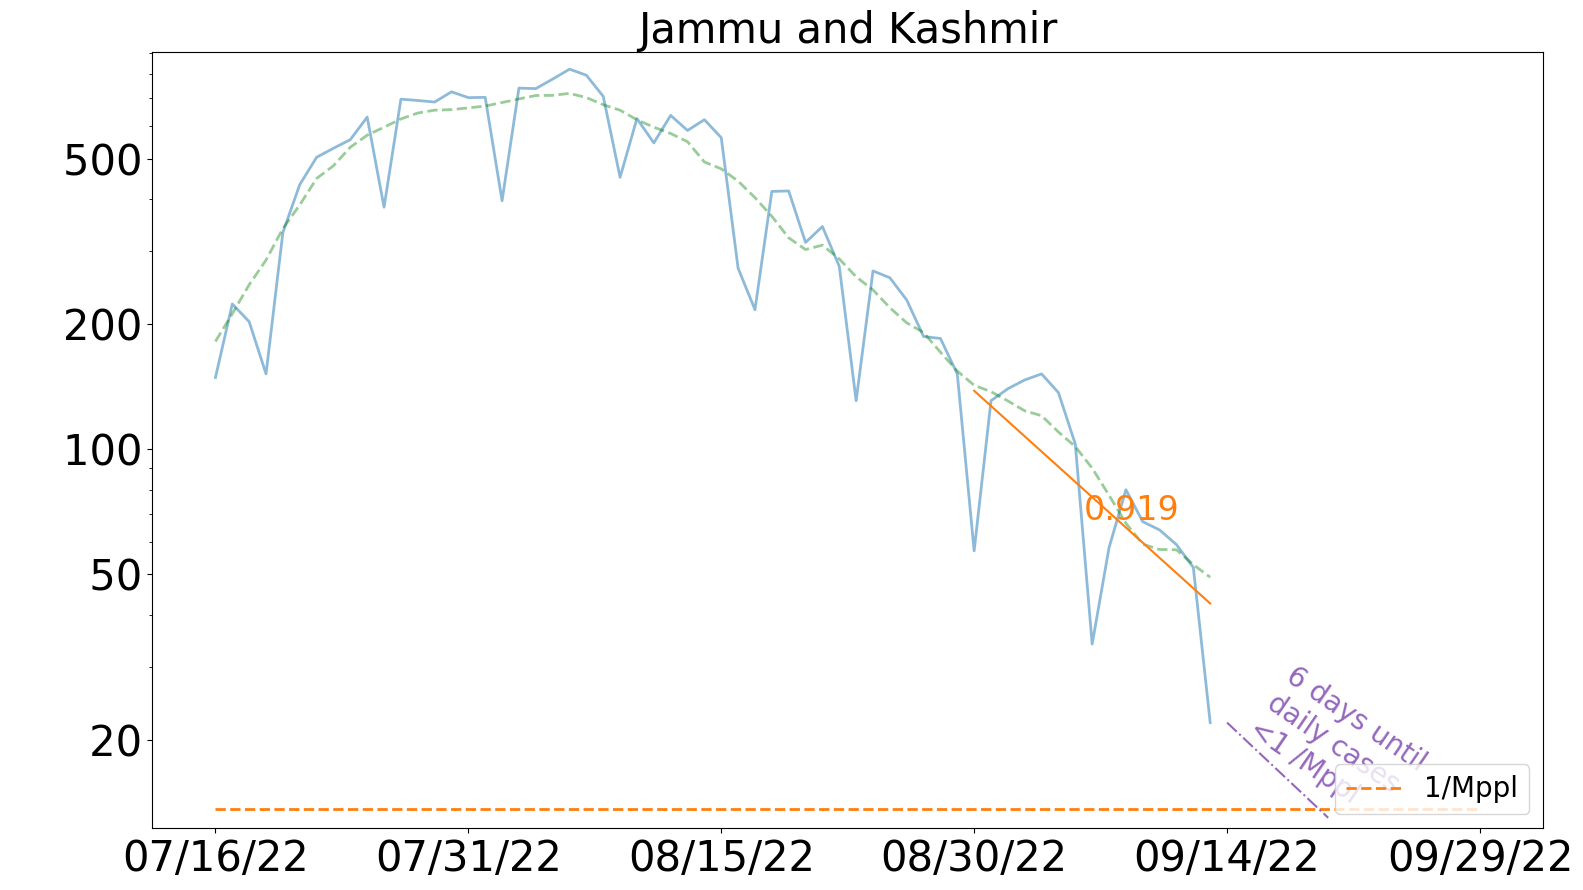 Jammu and Kashmir
500
200
100
50
20
0.919
6 days until
daily cases
<1 /Mppl
1/Mppl
07/16/22
07/31/22
08/15/22
08/30/22
09/14/22
09/29/22